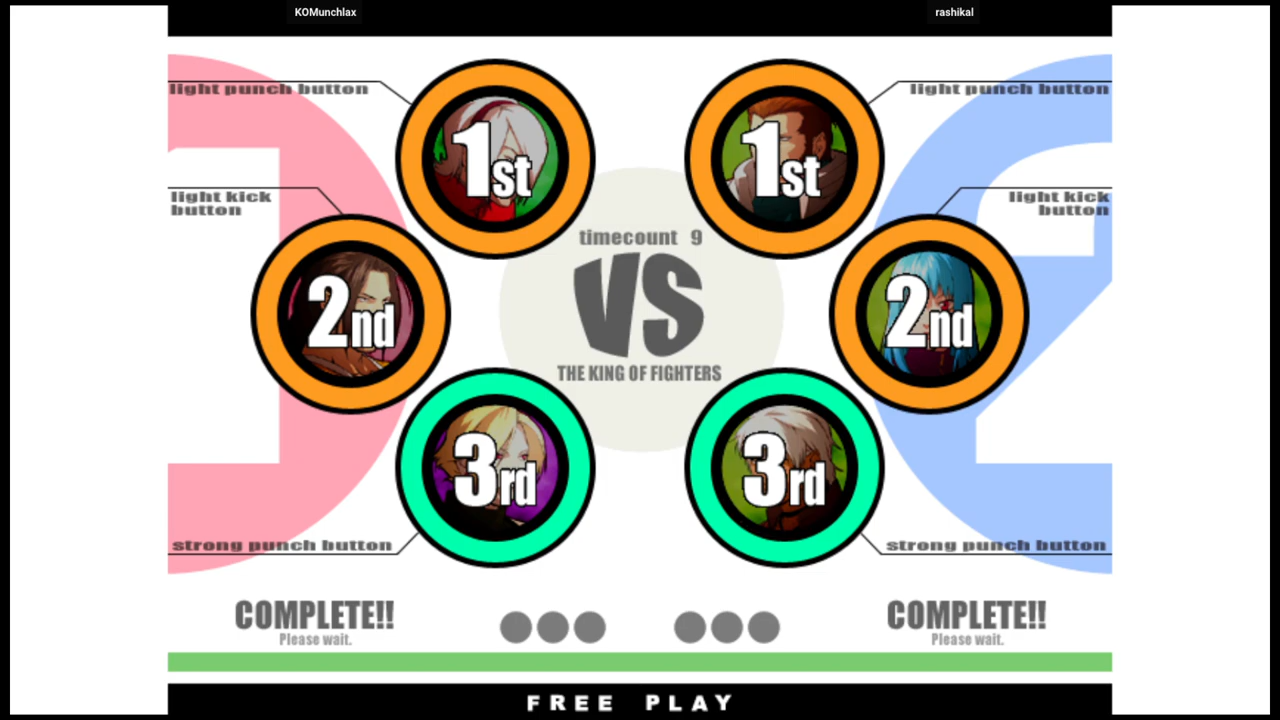 KOMunchlax
rashikal
light punch button
light punch button
1st
1st
light kick
button
light kick
button
timecount 9
2nd
VS
2nd
THE KING OF FIGHTERS
3rd
3rd
strong punch button
strong punch button
COMPLETE!!
Please wait.
COMPLETE!!
Please wait.
FREE PLAY
1
2